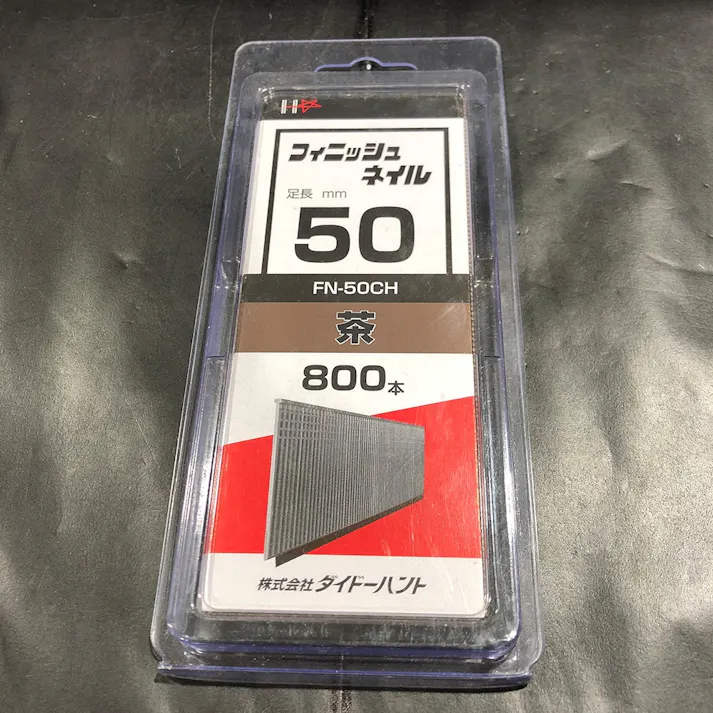 フィニッシュ
ネイル
足長 mm
50
FN-50CH
茶
800本
株式会社 ダイドーハント